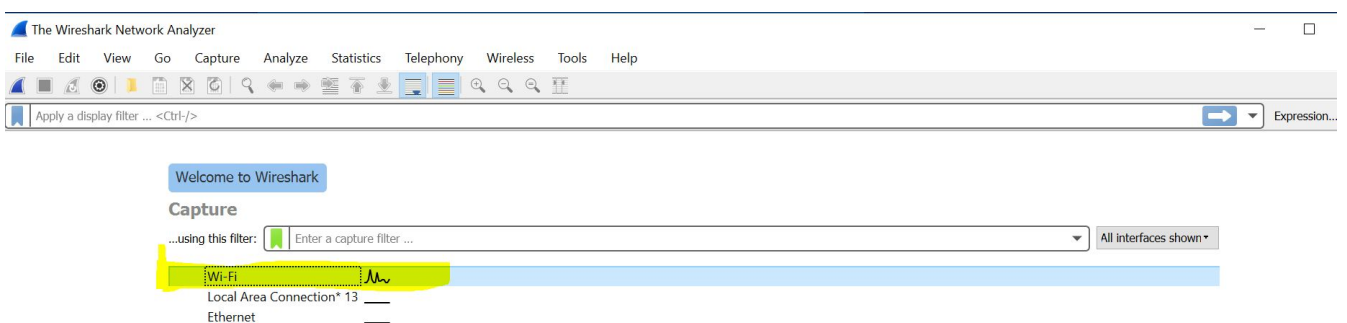 The Wireshark Network Analyzer
File Edit View Go Capture Analyze Statistics Telephony Wireless Tools Help
Apply a display filter ... <Ctrl-/> Expression...
Welcome to Wireshark
Capture
...using this filter: Enter a capture filter ... All interfaces shown
Wi-Fi
Local Area Connection* 13
Ethernet